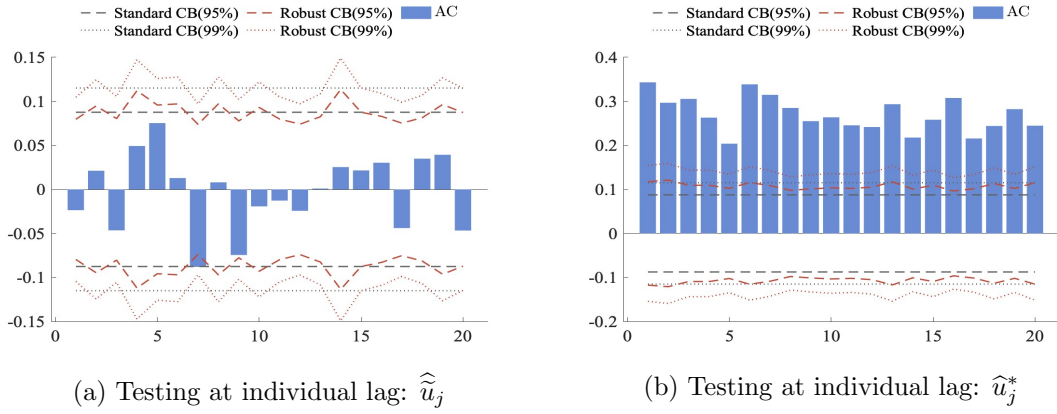 Standard CB(95%) Robust CB(95%) AC
Standard CB(99%) Robust CB(99%)
0.15
0.1
0.05
0
-0.05
-0.1
-0.15
0 5 10 15 20
(a) Testing at individual lag: $\widehat{\widetilde{u}}_j$
Standard CB(95%) Robust CB(95%) AC
Standard CB(99%) Robust CB(99%)
0.4
0.3
0.2
0.1
0
-0.1
-0.2
0 5 10 15 20
(b) Testing at individual lag: $\widehat{u}_j^*$